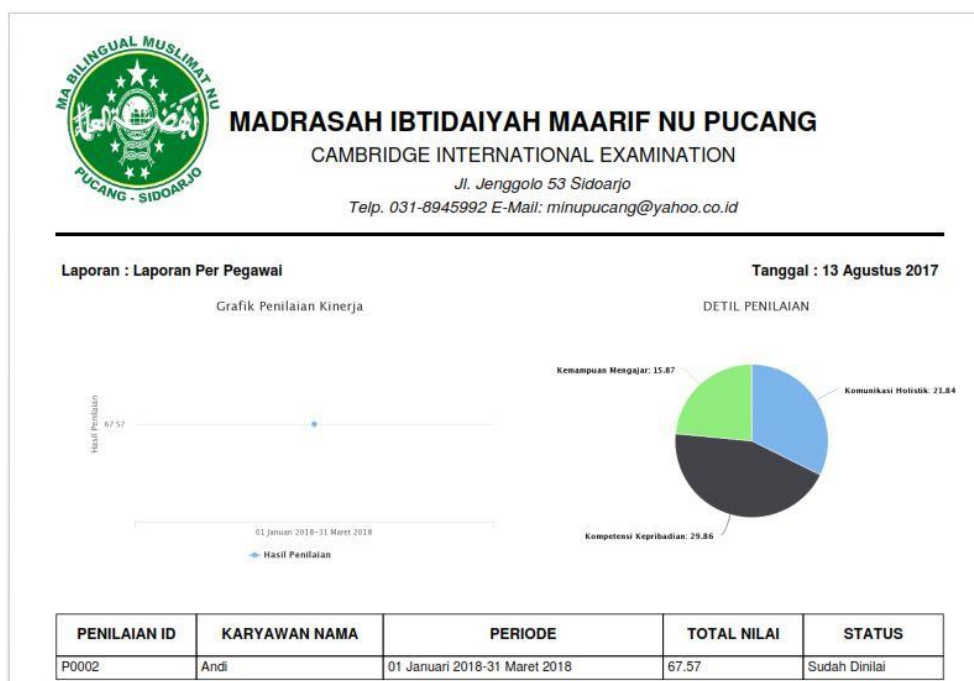 MA BILINGUAL MUSLIMAT NU
PUCANG - SIDOARJO
MADRASAH IBTIDAIYAH MAARIF NU PUCANG
CAMBRIDGE INTERNATIONAL EXAMINATION
Jl. Jenggolo 53 Sidoarjo
Telp. 031-8945992 E-Mail: minupucang@yahoo.co.id
Laporan : Laporan Per Pegawai
Tanggal : 13 Agustus 2017
Grafik Penilaian Kinerja
Hasil Penilaian
67.57
01 Januari 2018-31 Maret 2018
Hasil Penilaian
DETIL PENILAIAN
Kemampuan Mengajar: 15.87
Komunikasi Holistik: 21.84
Kompetensi Kepribadian: 29.86
PENILAIAN ID KARYAWAN NAMA PERIODE TOTAL NILAI STATUS
P0002 Andi 01 Januari 2018-31 Maret 2018 67.57 Sudah Dinilai